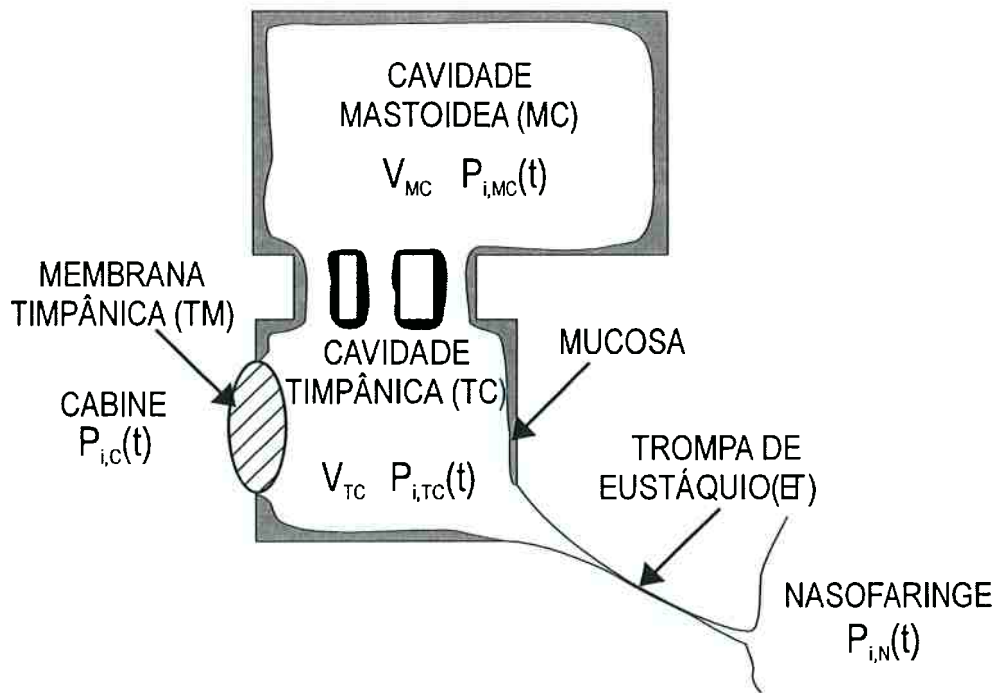 CAVIDADE
MASTOIDEA (MC)
V_MC P_i,MC(t)
MEMBRANA
TIMPÂNICA (TM)
CAVIDADE
TIMPÂNICA (TC)
MUCOSA
CABINE
P_i,C(t)
V_TC P_i,TC(t)
TROMPA DE
EUSTÁQUIO(ET)
NASOFARINGE
P_i,N(t)